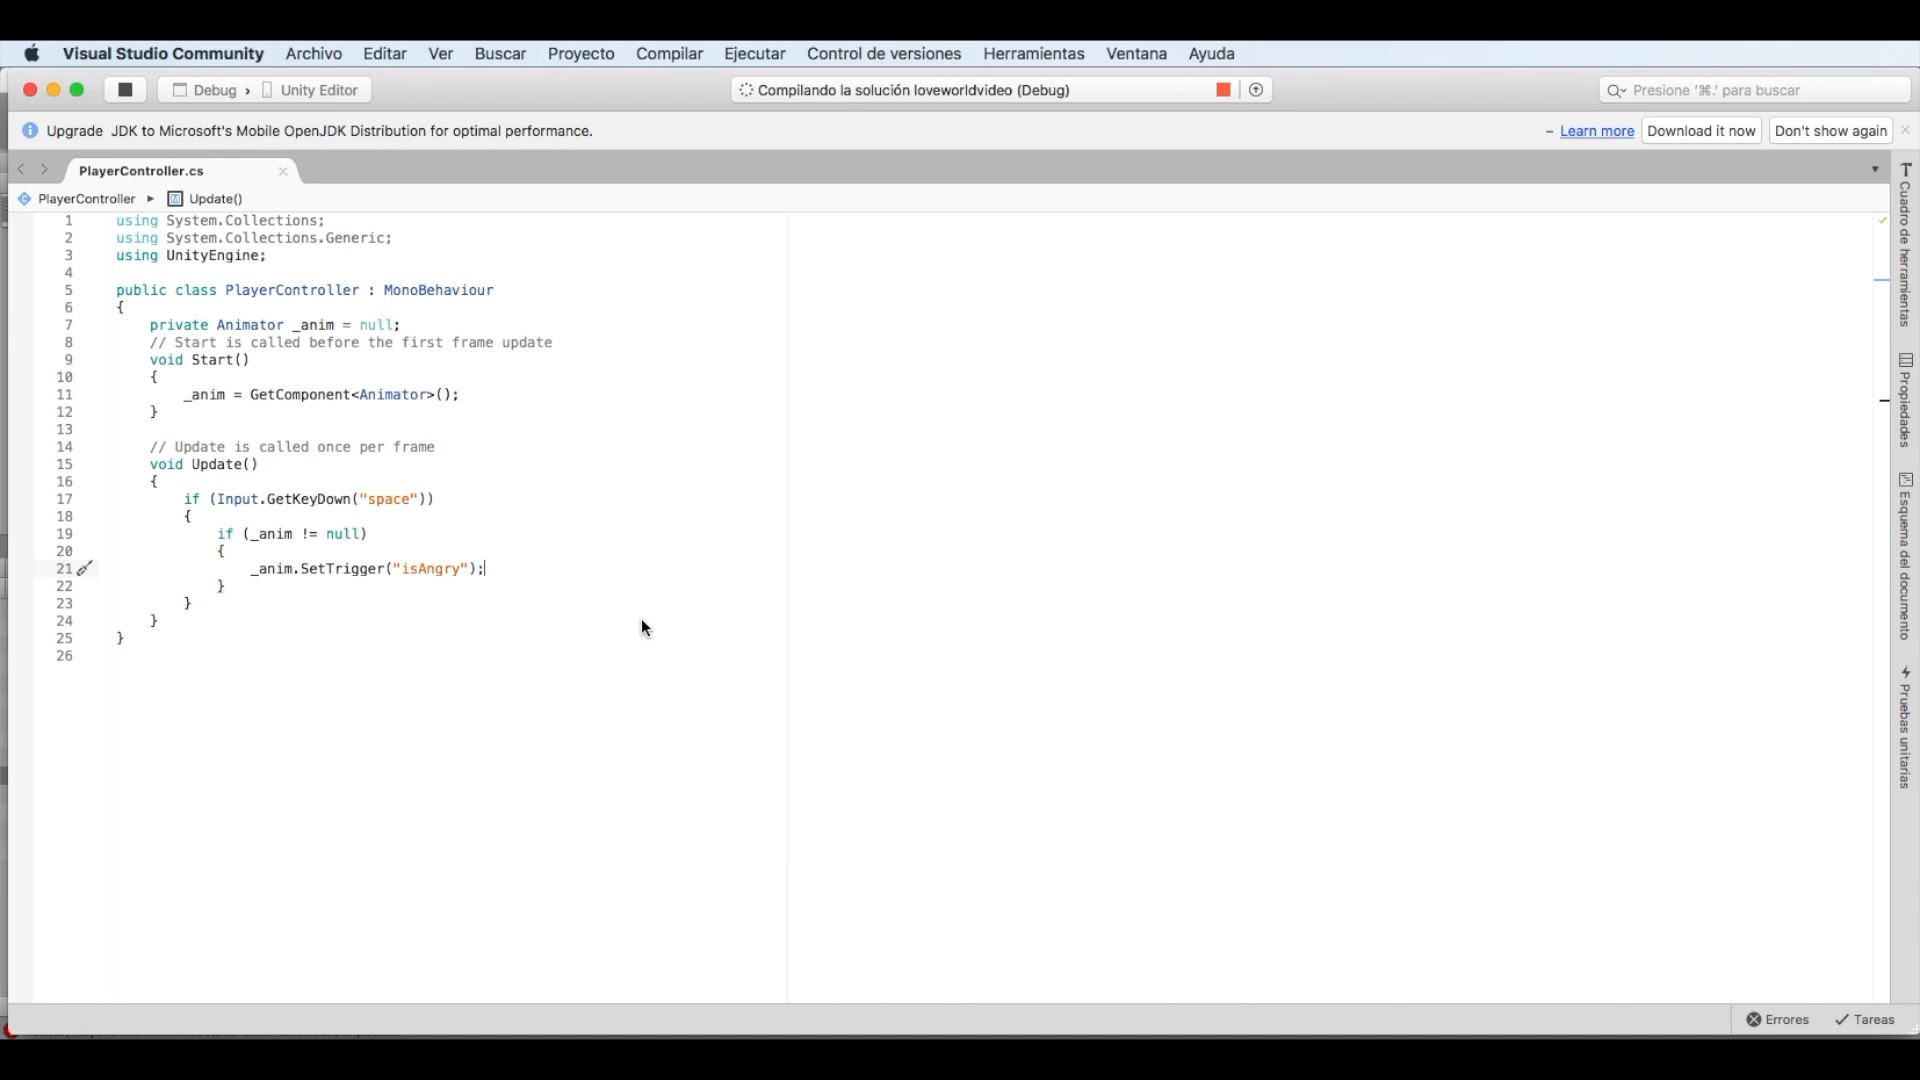 Visual Studio Community Archivo Editar Ver Buscar Proyecto Compilar Ejecutar Control de versiones Herramientas Ventana Ayuda
Debug › Unity Editor Compilando la solución loveworldvideo (Debug) Presione '⌘.' para buscar
Upgrade JDK to Microsoft's Mobile OpenJDK Distribution for optimal performance. – Learn more Download it now Don't show again
PlayerController.cs
PlayerController ▸ Update()
1 using System.Collections;
2 using System.Collections.Generic;
3 using UnityEngine;
4
5 public class PlayerController : MonoBehaviour
6 {
7     private Animator _anim = null;
8     // Start is called before the first frame update
9     void Start()
10     {
11         _anim = GetComponent<Animator>();
12     }
13
14     // Update is called once per frame
15     void Update()
16     {
17         if (Input.GetKeyDown("space"))
18         {
19             if (_anim != null)
20             {
21                 _anim.SetTrigger("isAngry");
22             }
23         }
24     }
25 }
26
Cuadro de herramientas
Propiedades
Esquema del documento
Pruebas unitarias
Errores Tareas